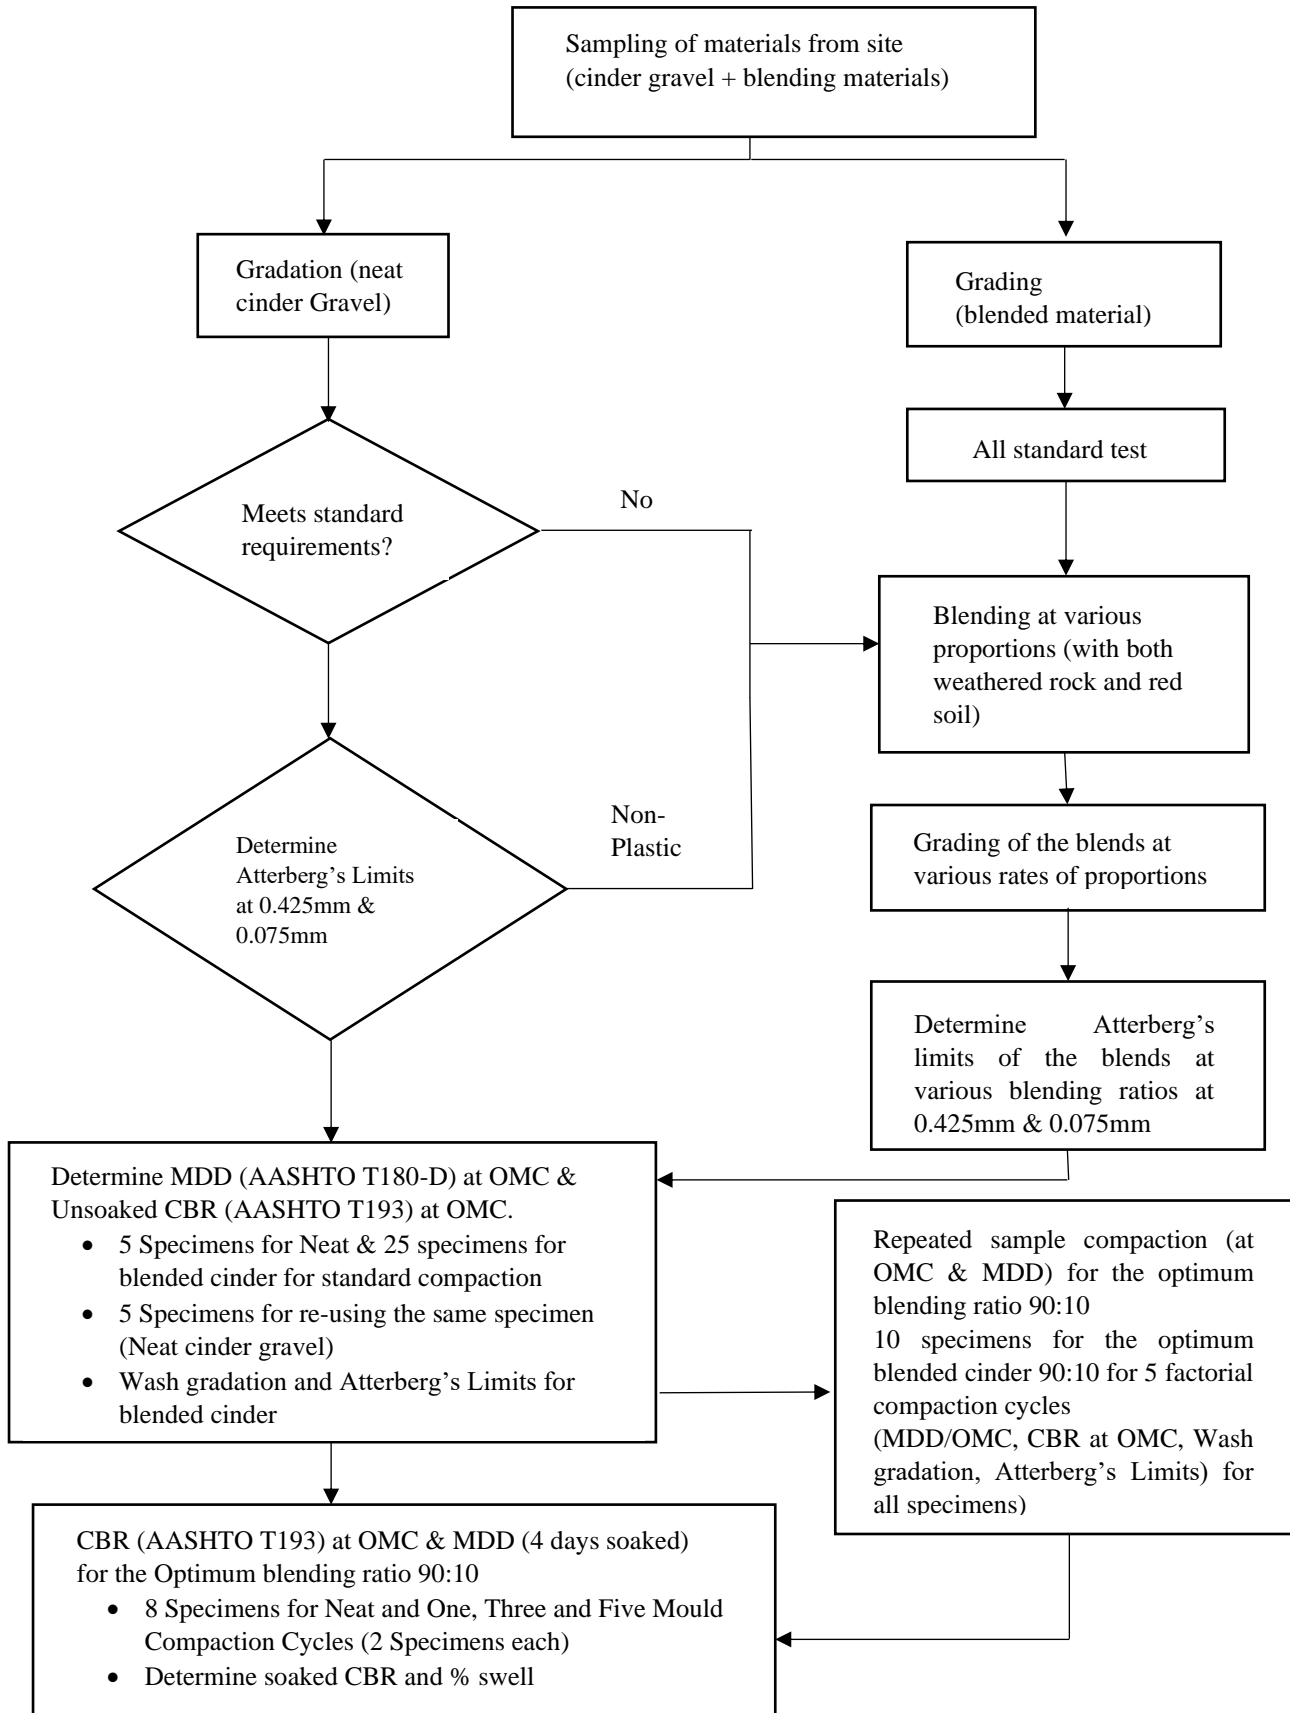 Sampling of materials from site
(cinder gravel + blending materials)
Gradation (neat
cinder Gravel)
Grading
(blended material)
All standard test
Meets standard
requirements?
No
Blending at various
proportions (with both
weathered rock and red
soil)
Determine
Atterberg’s Limits
at 0.425mm &
0.075mm
Non-
Plastic
Grading of the blends at
various rates of proportions
Determine Atterberg’s
limits of the blends at
various blending ratios at
0.425mm & 0.075mm
Determine MDD (AASHTO T180-D) at OMC &
Unsoaked CBR (AASHTO T193) at OMC.
• 5 Specimens for Neat & 25 specimens for
blended cinder for standard compaction
• 5 Specimens for re-using the same specimen
(Neat cinder gravel)
• Wash gradation and Atterberg’s Limits for
blended cinder
Repeated sample compaction (at
OMC & MDD) for the optimum
blending ratio 90:10
10 specimens for the optimum
blended cinder 90:10 for 5 factorial
compaction cycles
(MDD/OMC, CBR at OMC, Wash
gradation, Atterberg’s Limits) for
all specimens)
CBR (AASHTO T193) at OMC & MDD (4 days soaked)
for the Optimum blending ratio 90:10
• 8 Specimens for Neat and One, Three and Five Mould
Compaction Cycles (2 Specimens each)
• Determine soaked CBR and % swell